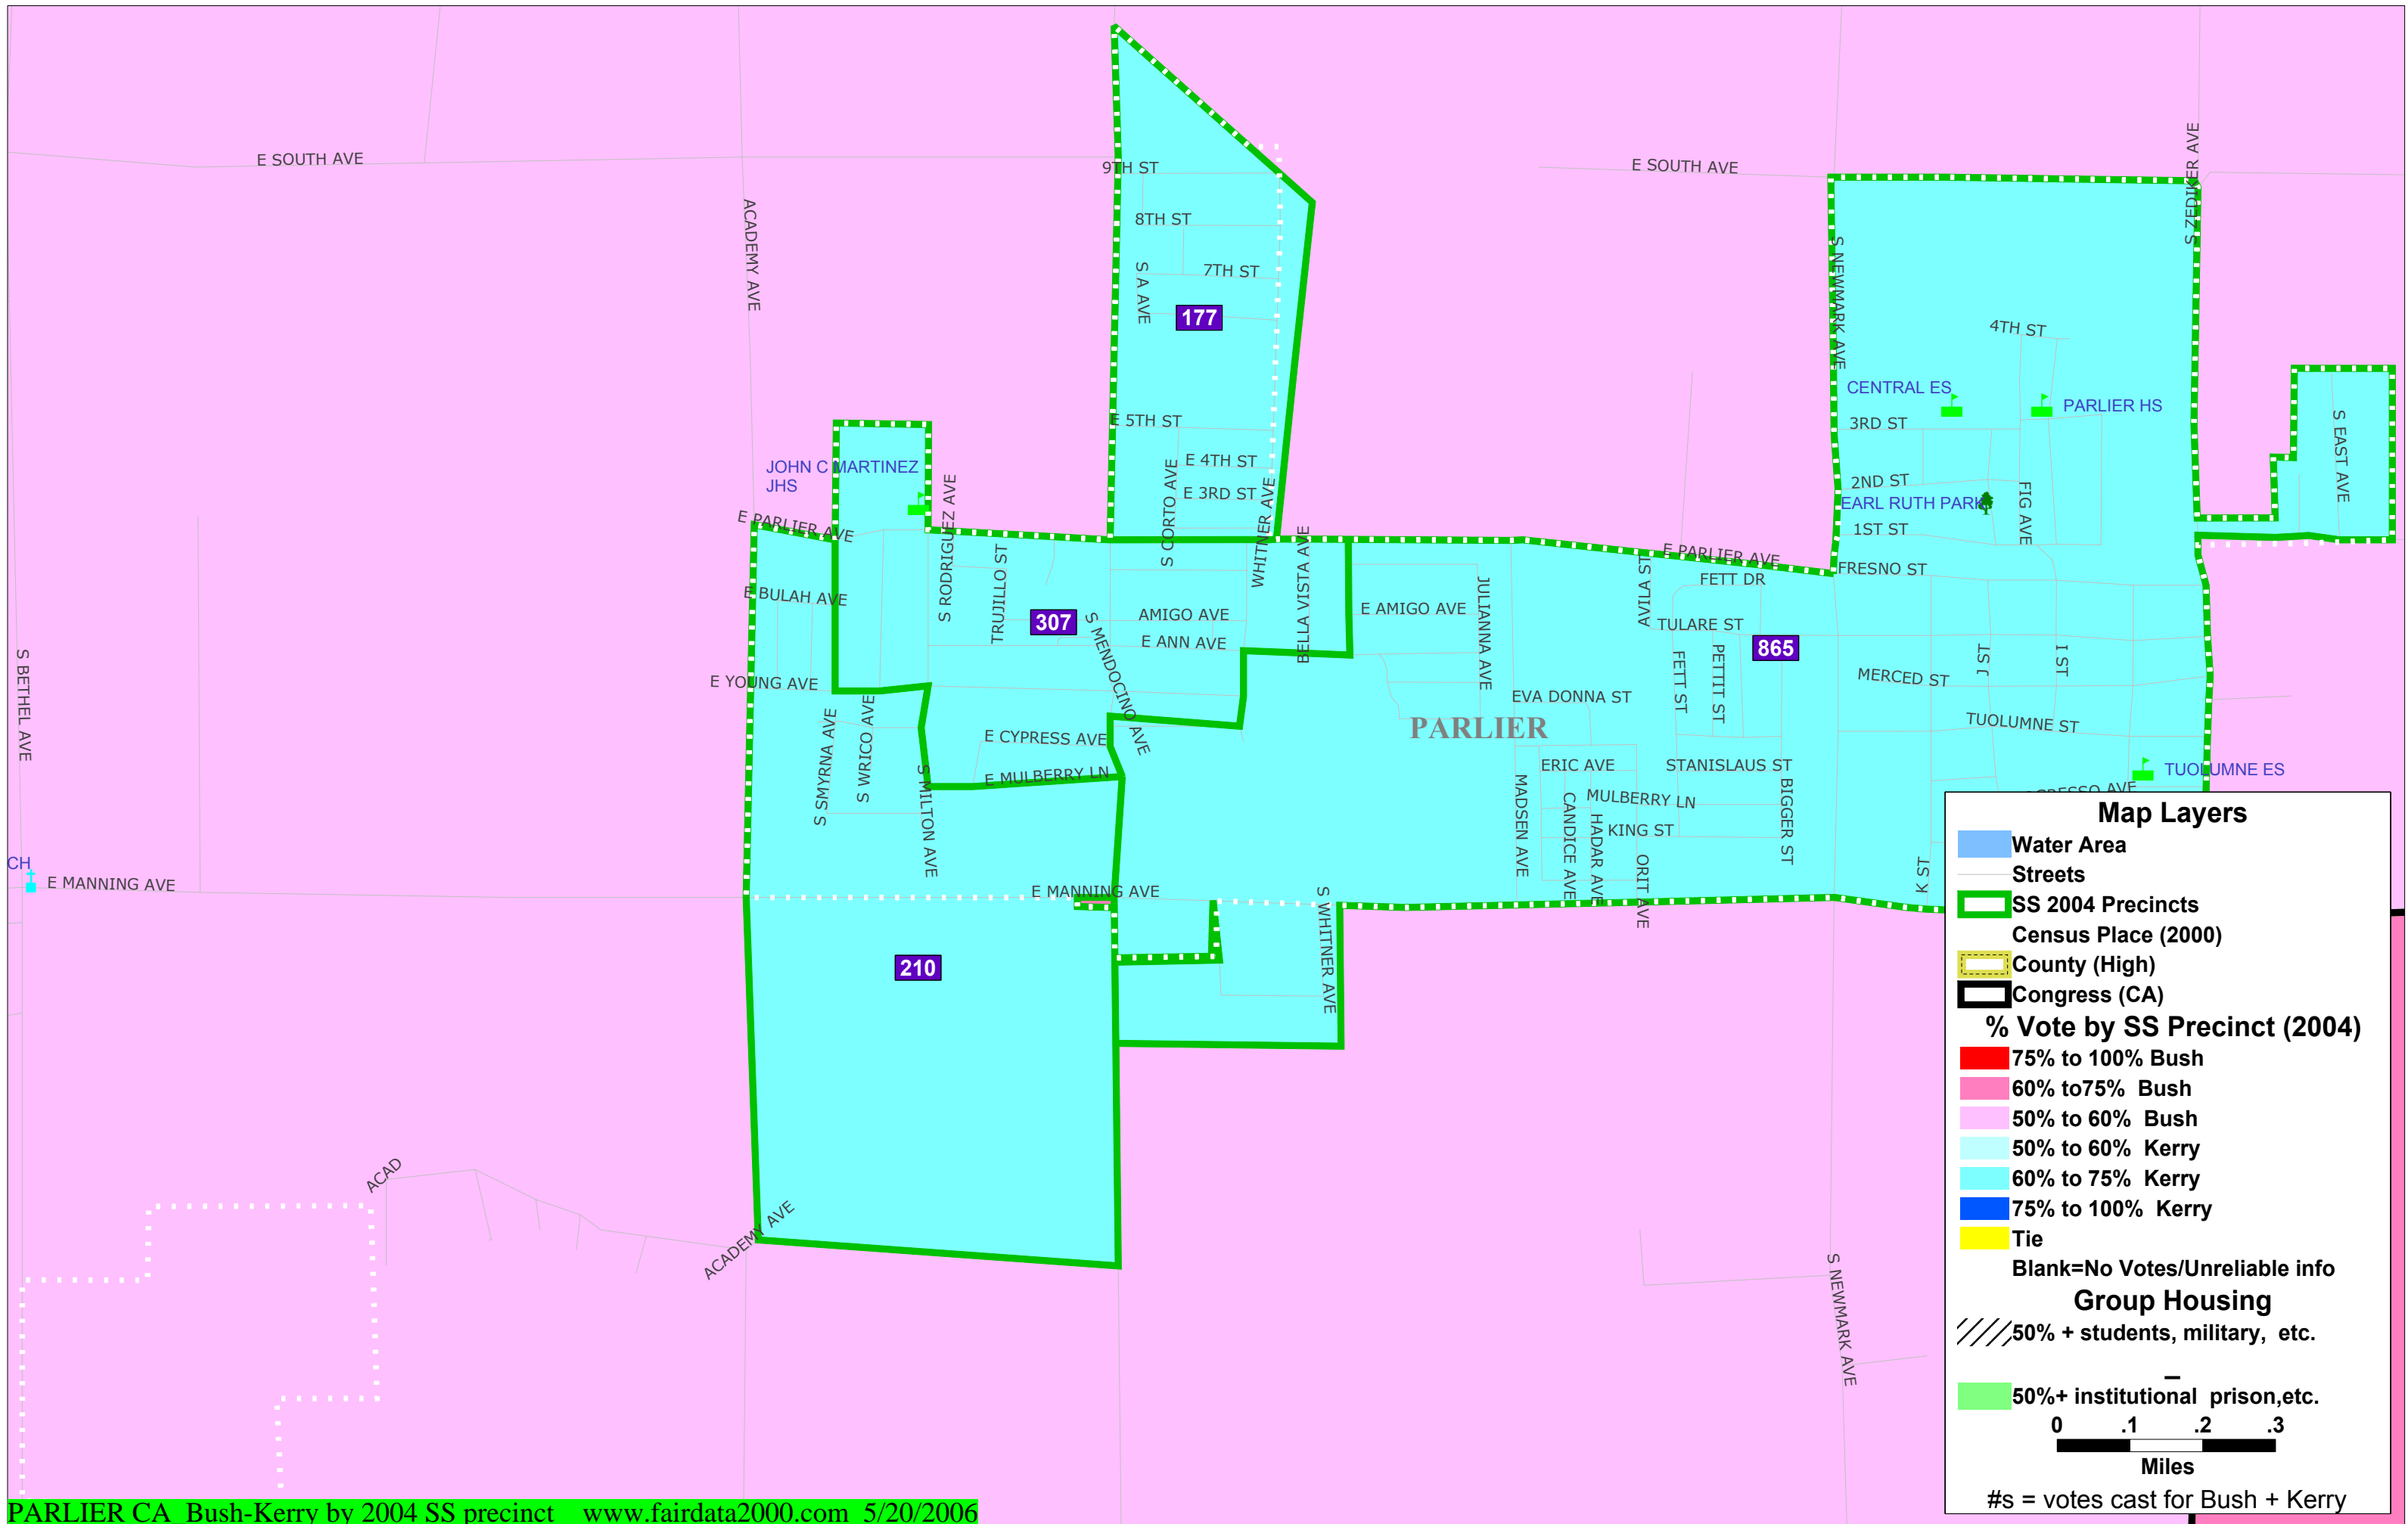 E SOUTH AVE
9TH ST
E SOUTH AVE
S ZEDIKER AVE
ACADEMY AVE
8TH ST
7TH ST
S A AVE
177
S NEWMARK AVE
4TH ST
CENTRAL ES
PARLIER HS
3RD ST
E 5TH ST
S EAST AVE
JOHN C MARTINEZ
JHS
E 4TH ST
E 3RD ST
S CORTO AVE
WHITNER AVE
2ND ST
EARL RUTH PARK
FIG AVE
1ST ST
E PARLIER AVE
S RODRIGUEZ AVE
TRUJILLO ST
BELLA VISTA AVE
E PARLIER AVE
FRESNO ST
E BULAH AVE
307
AMIGO AVE
E ANN AVE
S MENDOCINO AVE
E AMIGO AVE
JULIANNA AVE
AVILA ST
FETT DR
TULARE ST
865
FETT ST
PETTIT ST
J ST
I ST
MERCED ST
S BETHEL AVE
E YOUNG AVE
EVA DONNA ST
PARLIER
TUOLUMNE ST
S SMYRNA AVE
S WRICO AVE
S MILTON AVE
E CYPRESS AVE
E MULBERRY LN
ERIC AVE
STANISLAUS ST
TUOLUMNE ES
MADSEN AVE
CANDICE AVE
HADAR AVE
MULBERRY LN
KING ST
BIGGER ST
ORIT AVE
K ST
CH
E MANNING AVE
E MANNING AVE
S WHITNER AVE
210
ACAD
ACADEMY AVE
S NEWMARK AVE
Map Layers
Water Area
Streets
SS 2004 Precincts
Census Place (2000)
County (High)
Congress (CA)
% Vote by SS Precinct (2004)
75% to 100% Bush
60% to75% Bush
50% to 60% Bush
50% to 60% Kerry
60% to 75% Kerry
75% to 100% Kerry
Tie
Blank=No Votes/Unreliable info
Group Housing
50% + students, military, etc.
50%+ institutional prison,etc.
0 .1 .2 .3
Miles
#s = votes cast for Bush + Kerry
PARLIER CA Bush-Kerry by 2004 SS precinct www.fairdata2000.com 5/20/2006